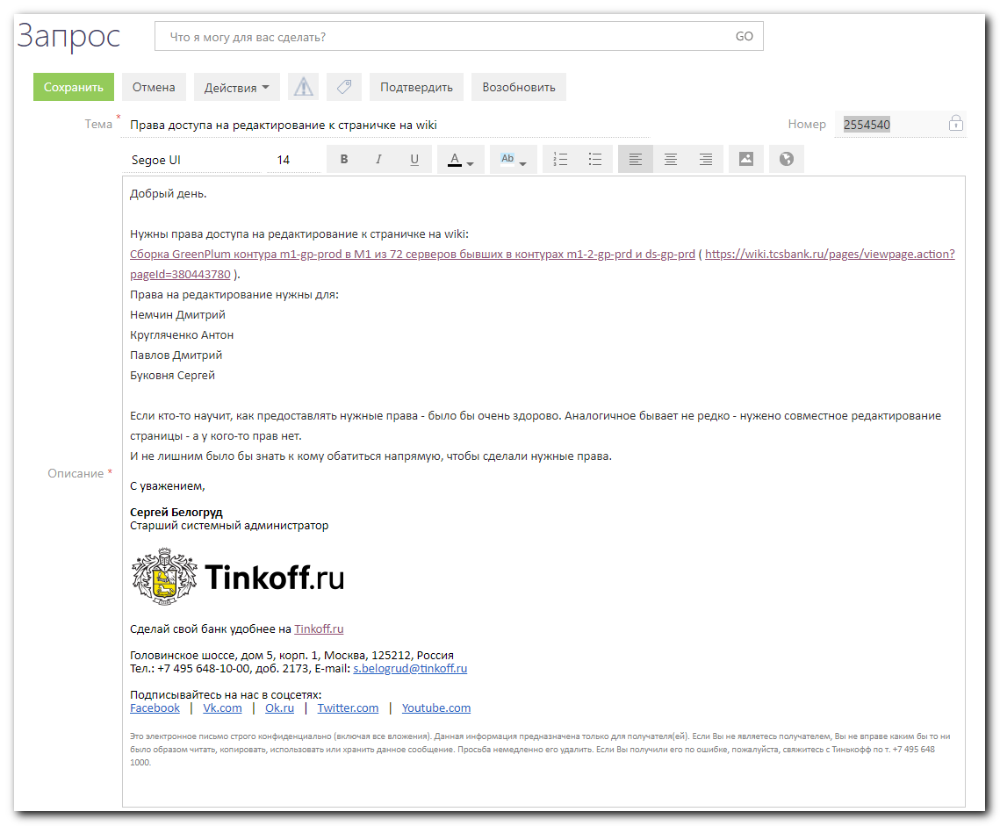 Запрос
Что я могу для вас сделать? GO
Сохранить Отмена Действия Подтвердить Возобновить
Тема * Права доступа на редактирование к страничке на wiki Номер 2554540
Segoe UI 14 B I U A Ab
Добрый день.
Нужны права доступа на редактирование к страничке на wiki:
Сборка GreenPlum контура m1-gp-prod в М1 из 72 серверов бывших в контурах m1-2-gp-prd и ds-gp-prd ( https://wiki.tcsbank.ru/pages/viewpage.action?
pageId=380443780 ).
Права на редактирование нужны для:
Немчин Дмитрий
Кругляченко Антон
Павлов Дмитрий
Буковня Сергей
Если кто-то научит, как предоставлять нужные права - было бы очень здорово. Аналогичное бывает не редко - нужено совместное редактирование
страницы - а у кого-то прав нет.
И не лишним было бы знать к кому обатиться напрямую, чтобы сделали нужные права.
Описание *
С уважением,
Сергей Белогруд
Старший системный администратор
Tinkoff.ru
Сделай свой банк удобнее на Tinkoff.ru
Головинское шоссе, дом 5, корп. 1, Москва, 125212, Россия
Тел.: +7 495 648-10-00, доб. 2173, E-mail: s.belogrud@tinkoff.ru
Подписывайтесь на нас в соцсетях:
Facebook | Vk.com | Ok.ru | Twitter.com | Youtube.com
Это электронное письмо строго конфиденциально (включая все вложения). Данная информация предназначена только для получателя(ей). Если Вы не являетесь получателем, Вы не вправе каким бы то ни
было образом читать, копировать, использовать или хранить данное сообщение. Просьба немедленно его удалить. Если Вы получили его по ошибке, пожалуйста, свяжитесь с Тинькофф по т. +7 495 648
1000.